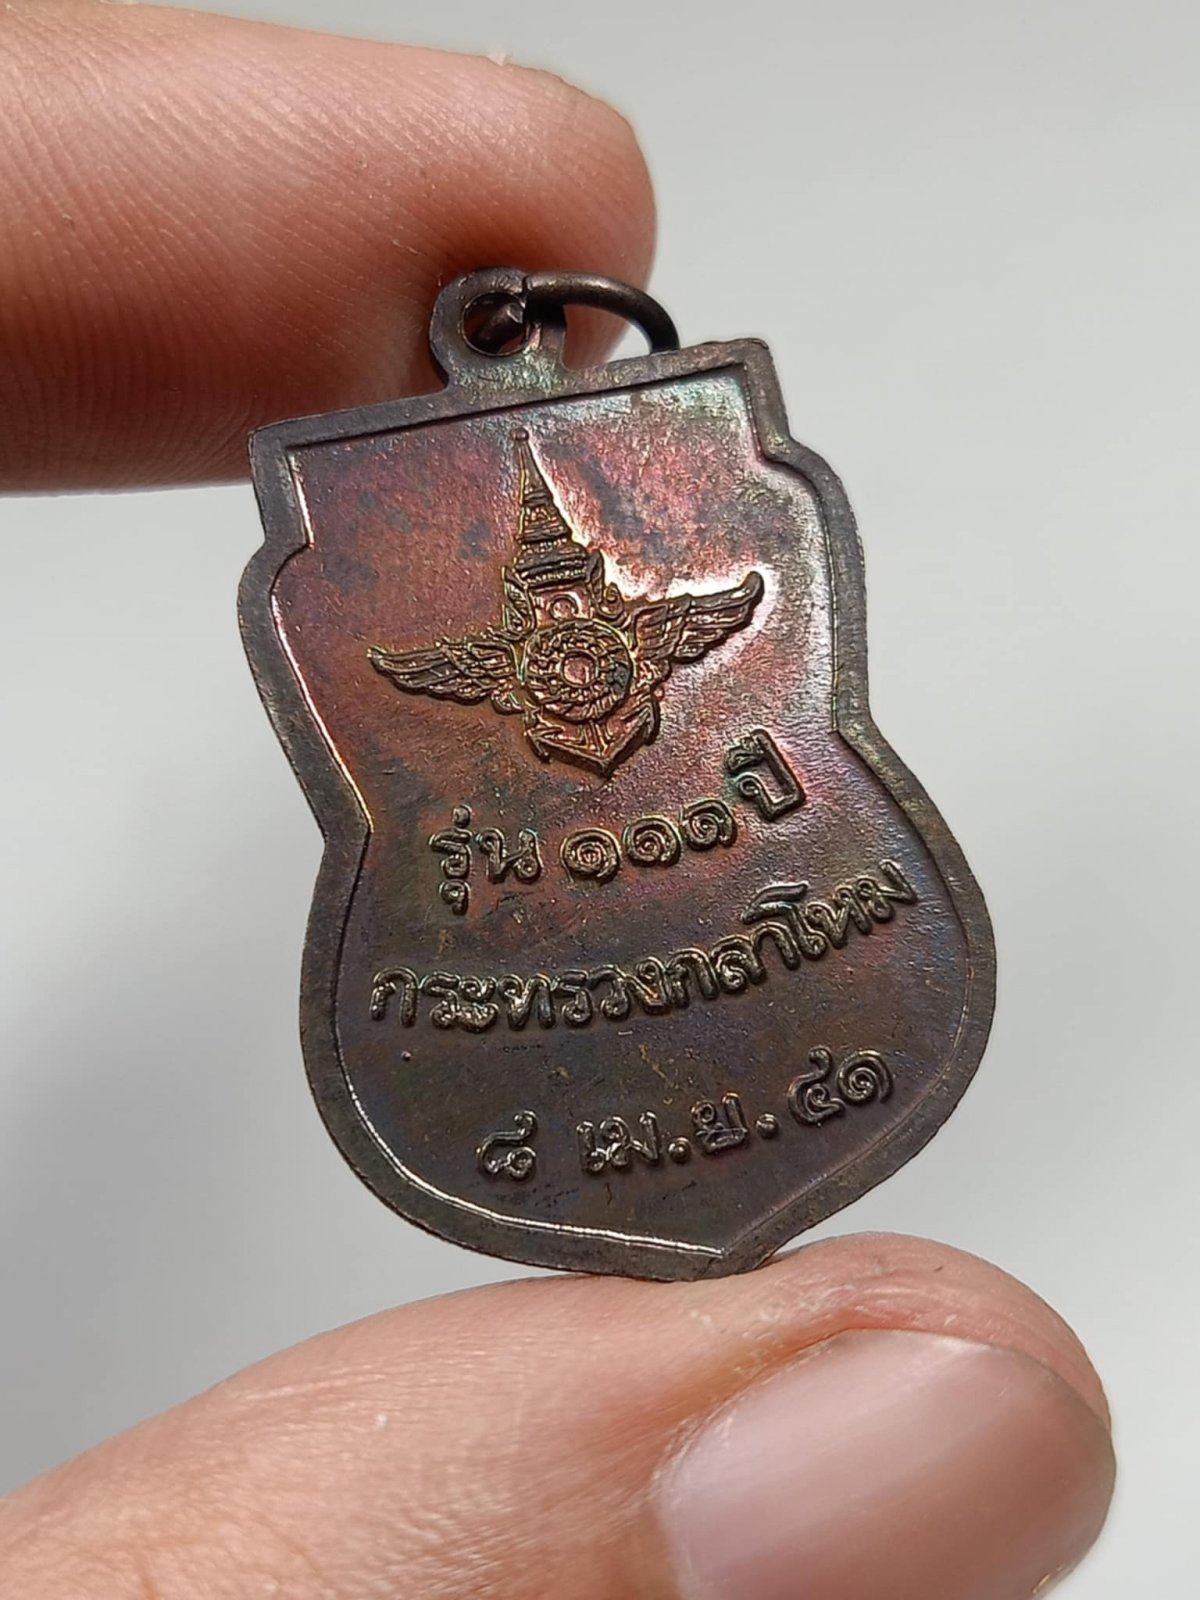 รุ่น ๑๑๑ ปี
กระทรวงกลาโหม
๘ เม.ย. ๔๑